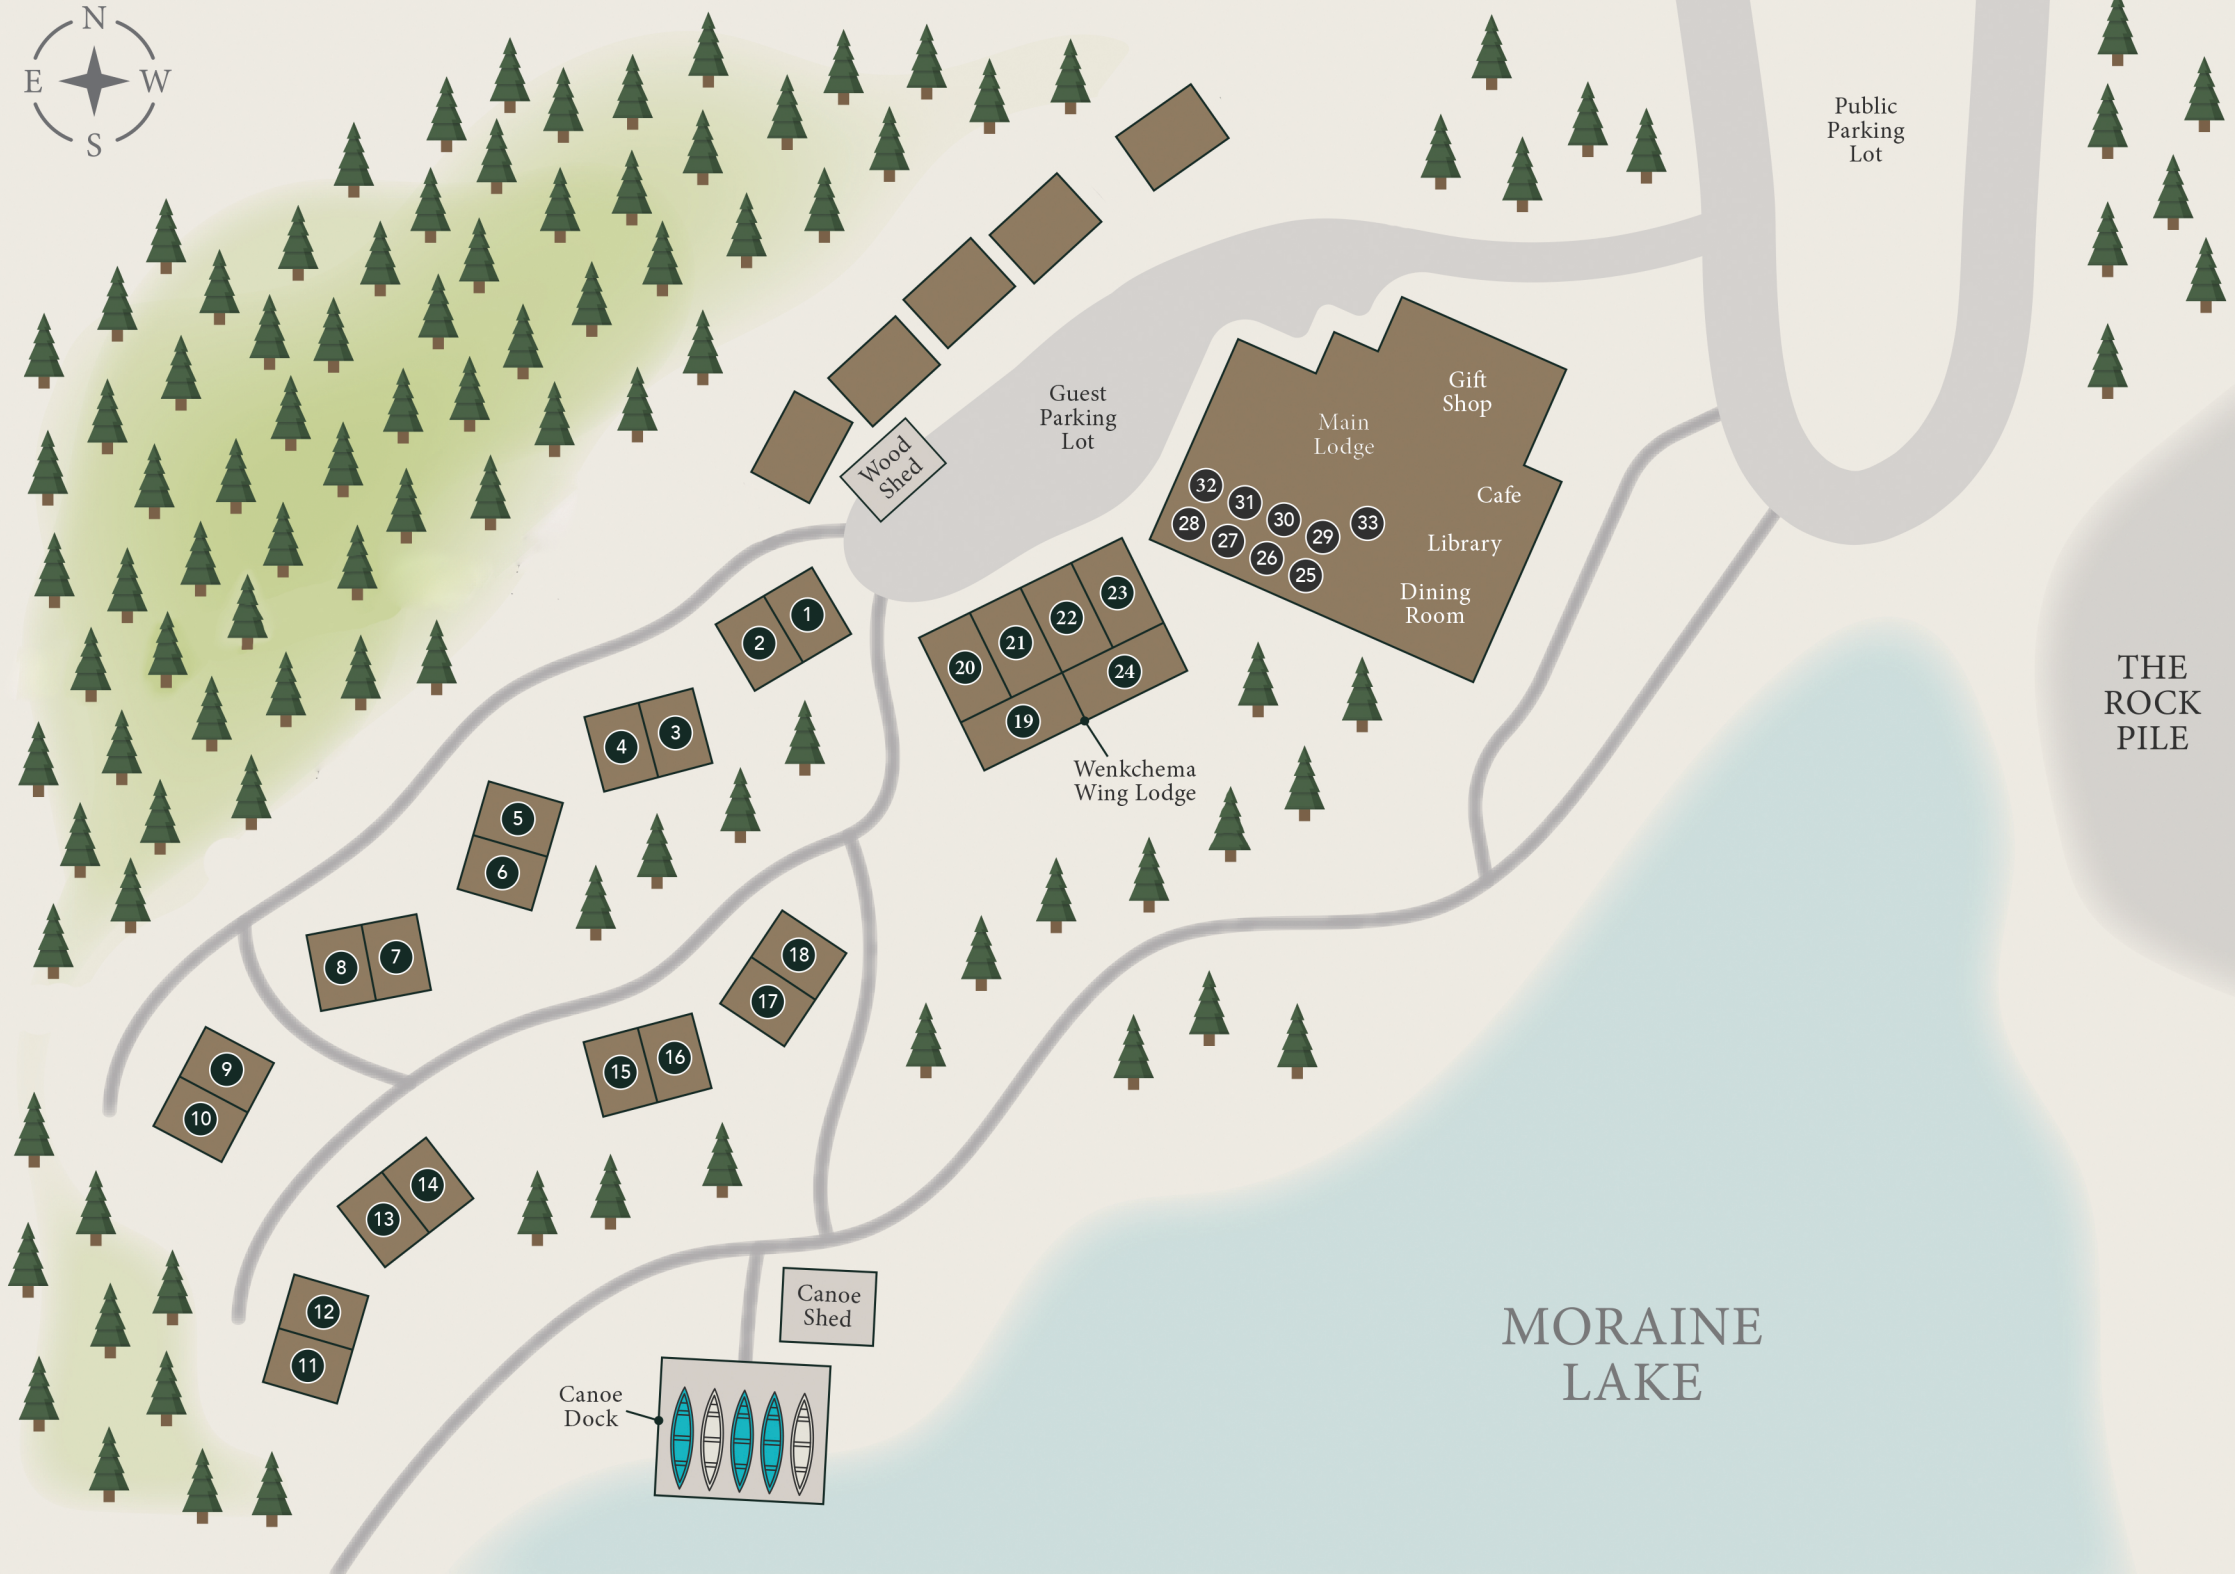 N
E
W
S
Public
Parking
Lot
Gift
Shop
Main
Lodge
Guest
Parking
Lot
Wood
Shed
Cafe
Library
Dining
Room
32
31
30
29
33
28
27
26
25
THE
ROCK
PILE
1
2
3
4
5
6
7
8
9
10
23
22
21
20
24
19
Wenkchema
Wing Lodge
18
17
16
15
14
13
12
11
Canoe
Shed
Canoe
Dock
MORAINE
LAKE